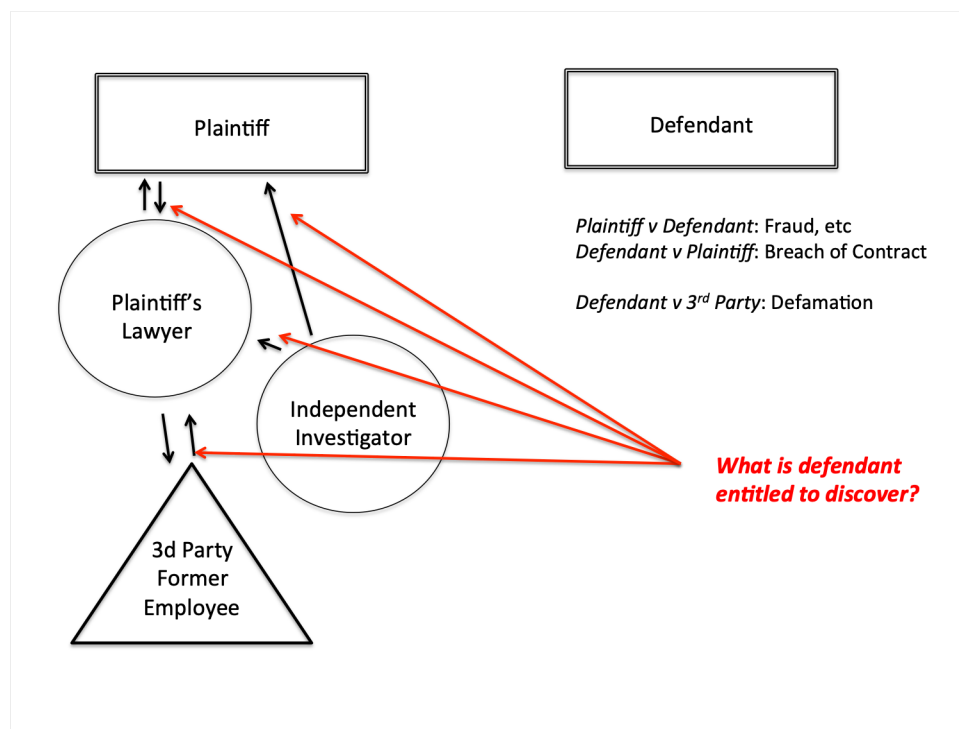 Plaintiff
Defendant
Plaintiff v Defendant: Fraud, etc
Defendant v Plaintiff: Breach of Contract
Defendant v 3rd Party: Defamation
Plaintiff's
Lawyer
Independent
Investigator
What is defendant
entitled to discover?
3d Party
Former
Employee